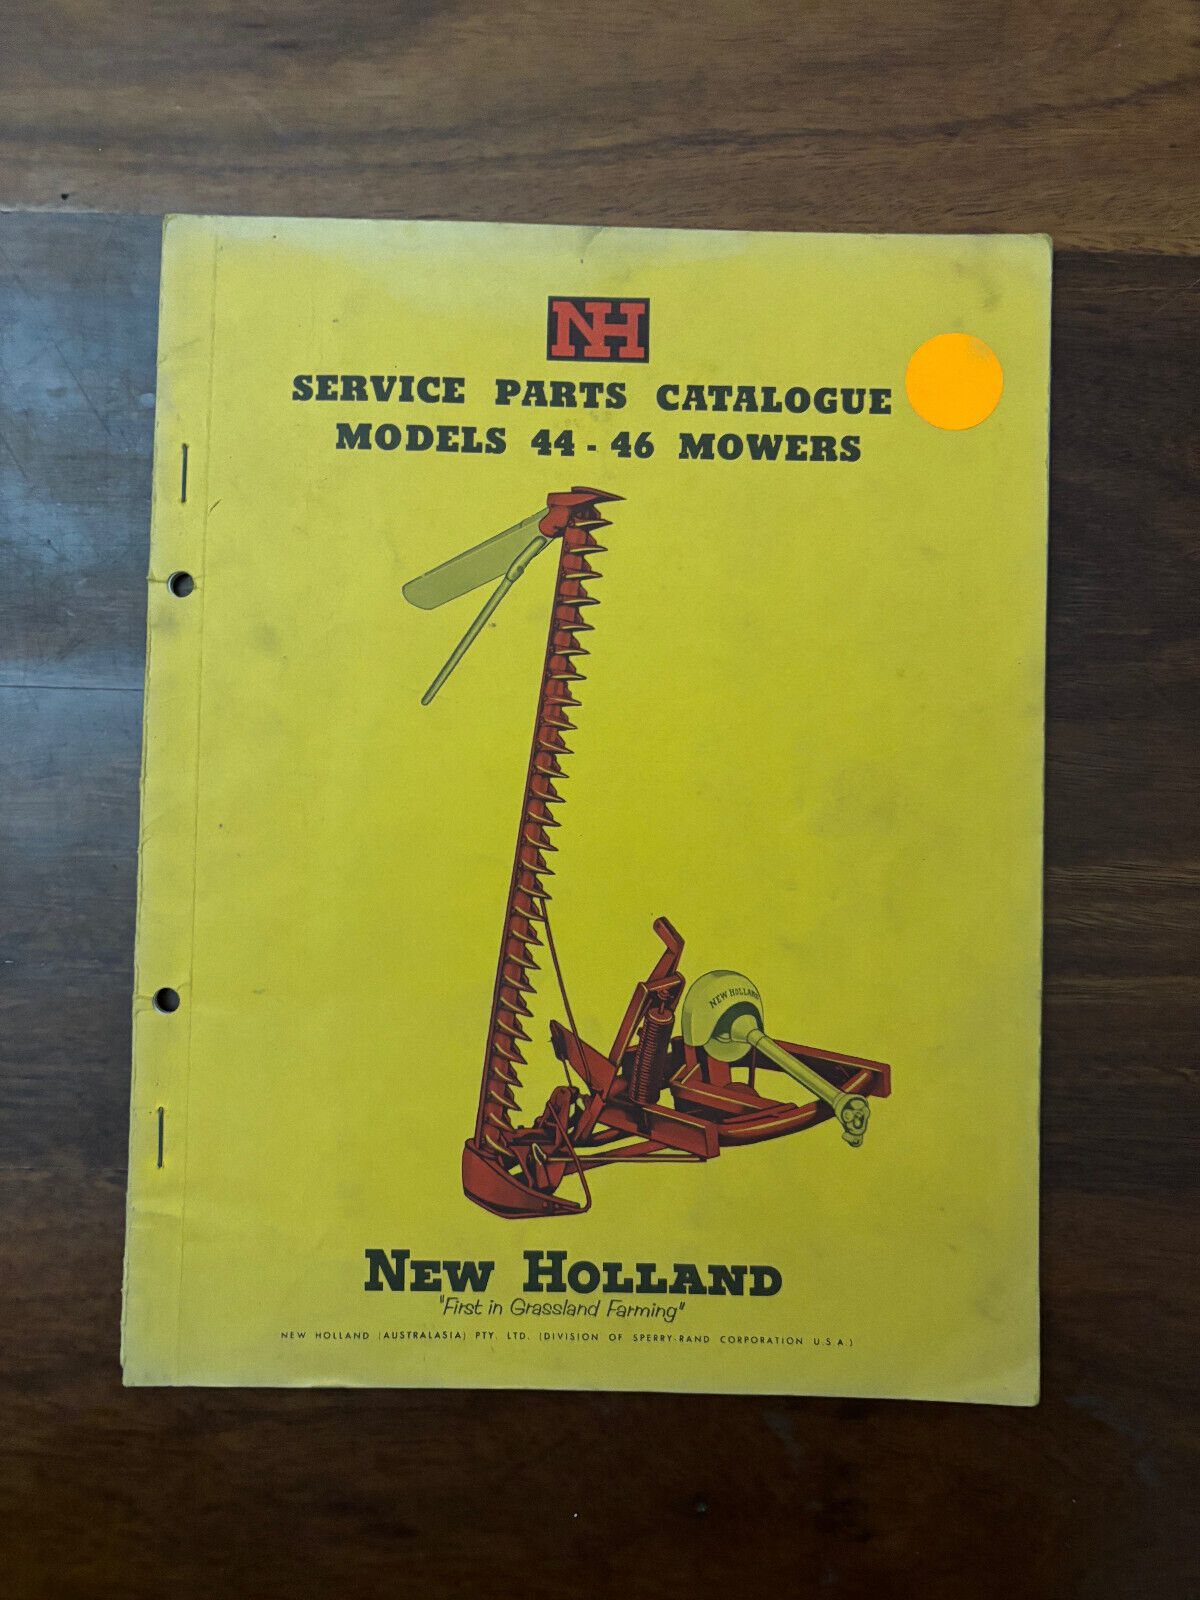 NH
SERVICE PARTS CATALOGUE
MODELS 44 - 46 MOWERS
NEW HOLLAND
NEW HOLLAND
"First in Grassland Farming"
NEW HOLLAND (AUSTRALASIA) PTY. LTD. (DIVISION OF SPERRY-RAND CORPORATION U.S.A.)